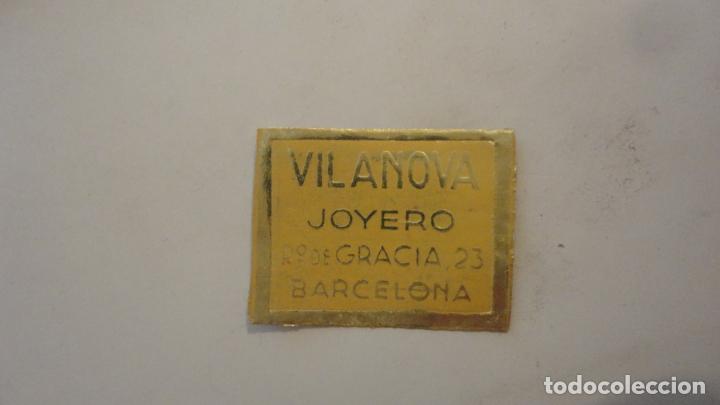 VILANOVA
JOYERO
Pº DE GRACIA, 23
BARCELONA
todocoleccion